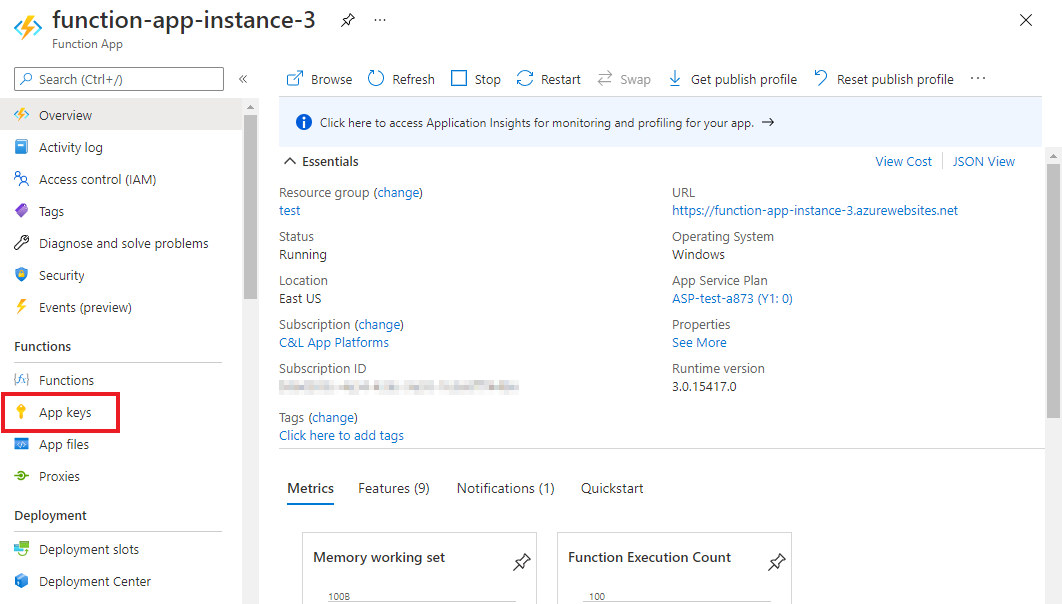 function-app-instance-3
Function App
Search (Ctrl+/)
Overview
Activity log
Access control (IAM)
Tags
Diagnose and solve problems
Security
Events (preview)
Functions
Functions
App keys
App files
Proxies
Deployment
Deployment slots
Deployment Center
Browse Refresh Stop Restart Swap Get publish profile Reset publish profile
Click here to access Application Insights for monitoring and profiling for your app.
Essentials
View Cost JSON View
Resource group (change)
test
Status
Running
Location
East US
Subscription (change)
C&L App Platforms
Subscription ID
Tags (change)
Click here to add tags
URL
https://function-app-instance-3.azurewebsites.net
Operating System
Windows
App Service Plan
ASP-test-a873 (Y1: 0)
Properties
See More
Runtime version
3.0.15417.0
Metrics Features (9) Notifications (1) Quickstart
Memory working set
100B
Function Execution Count
100